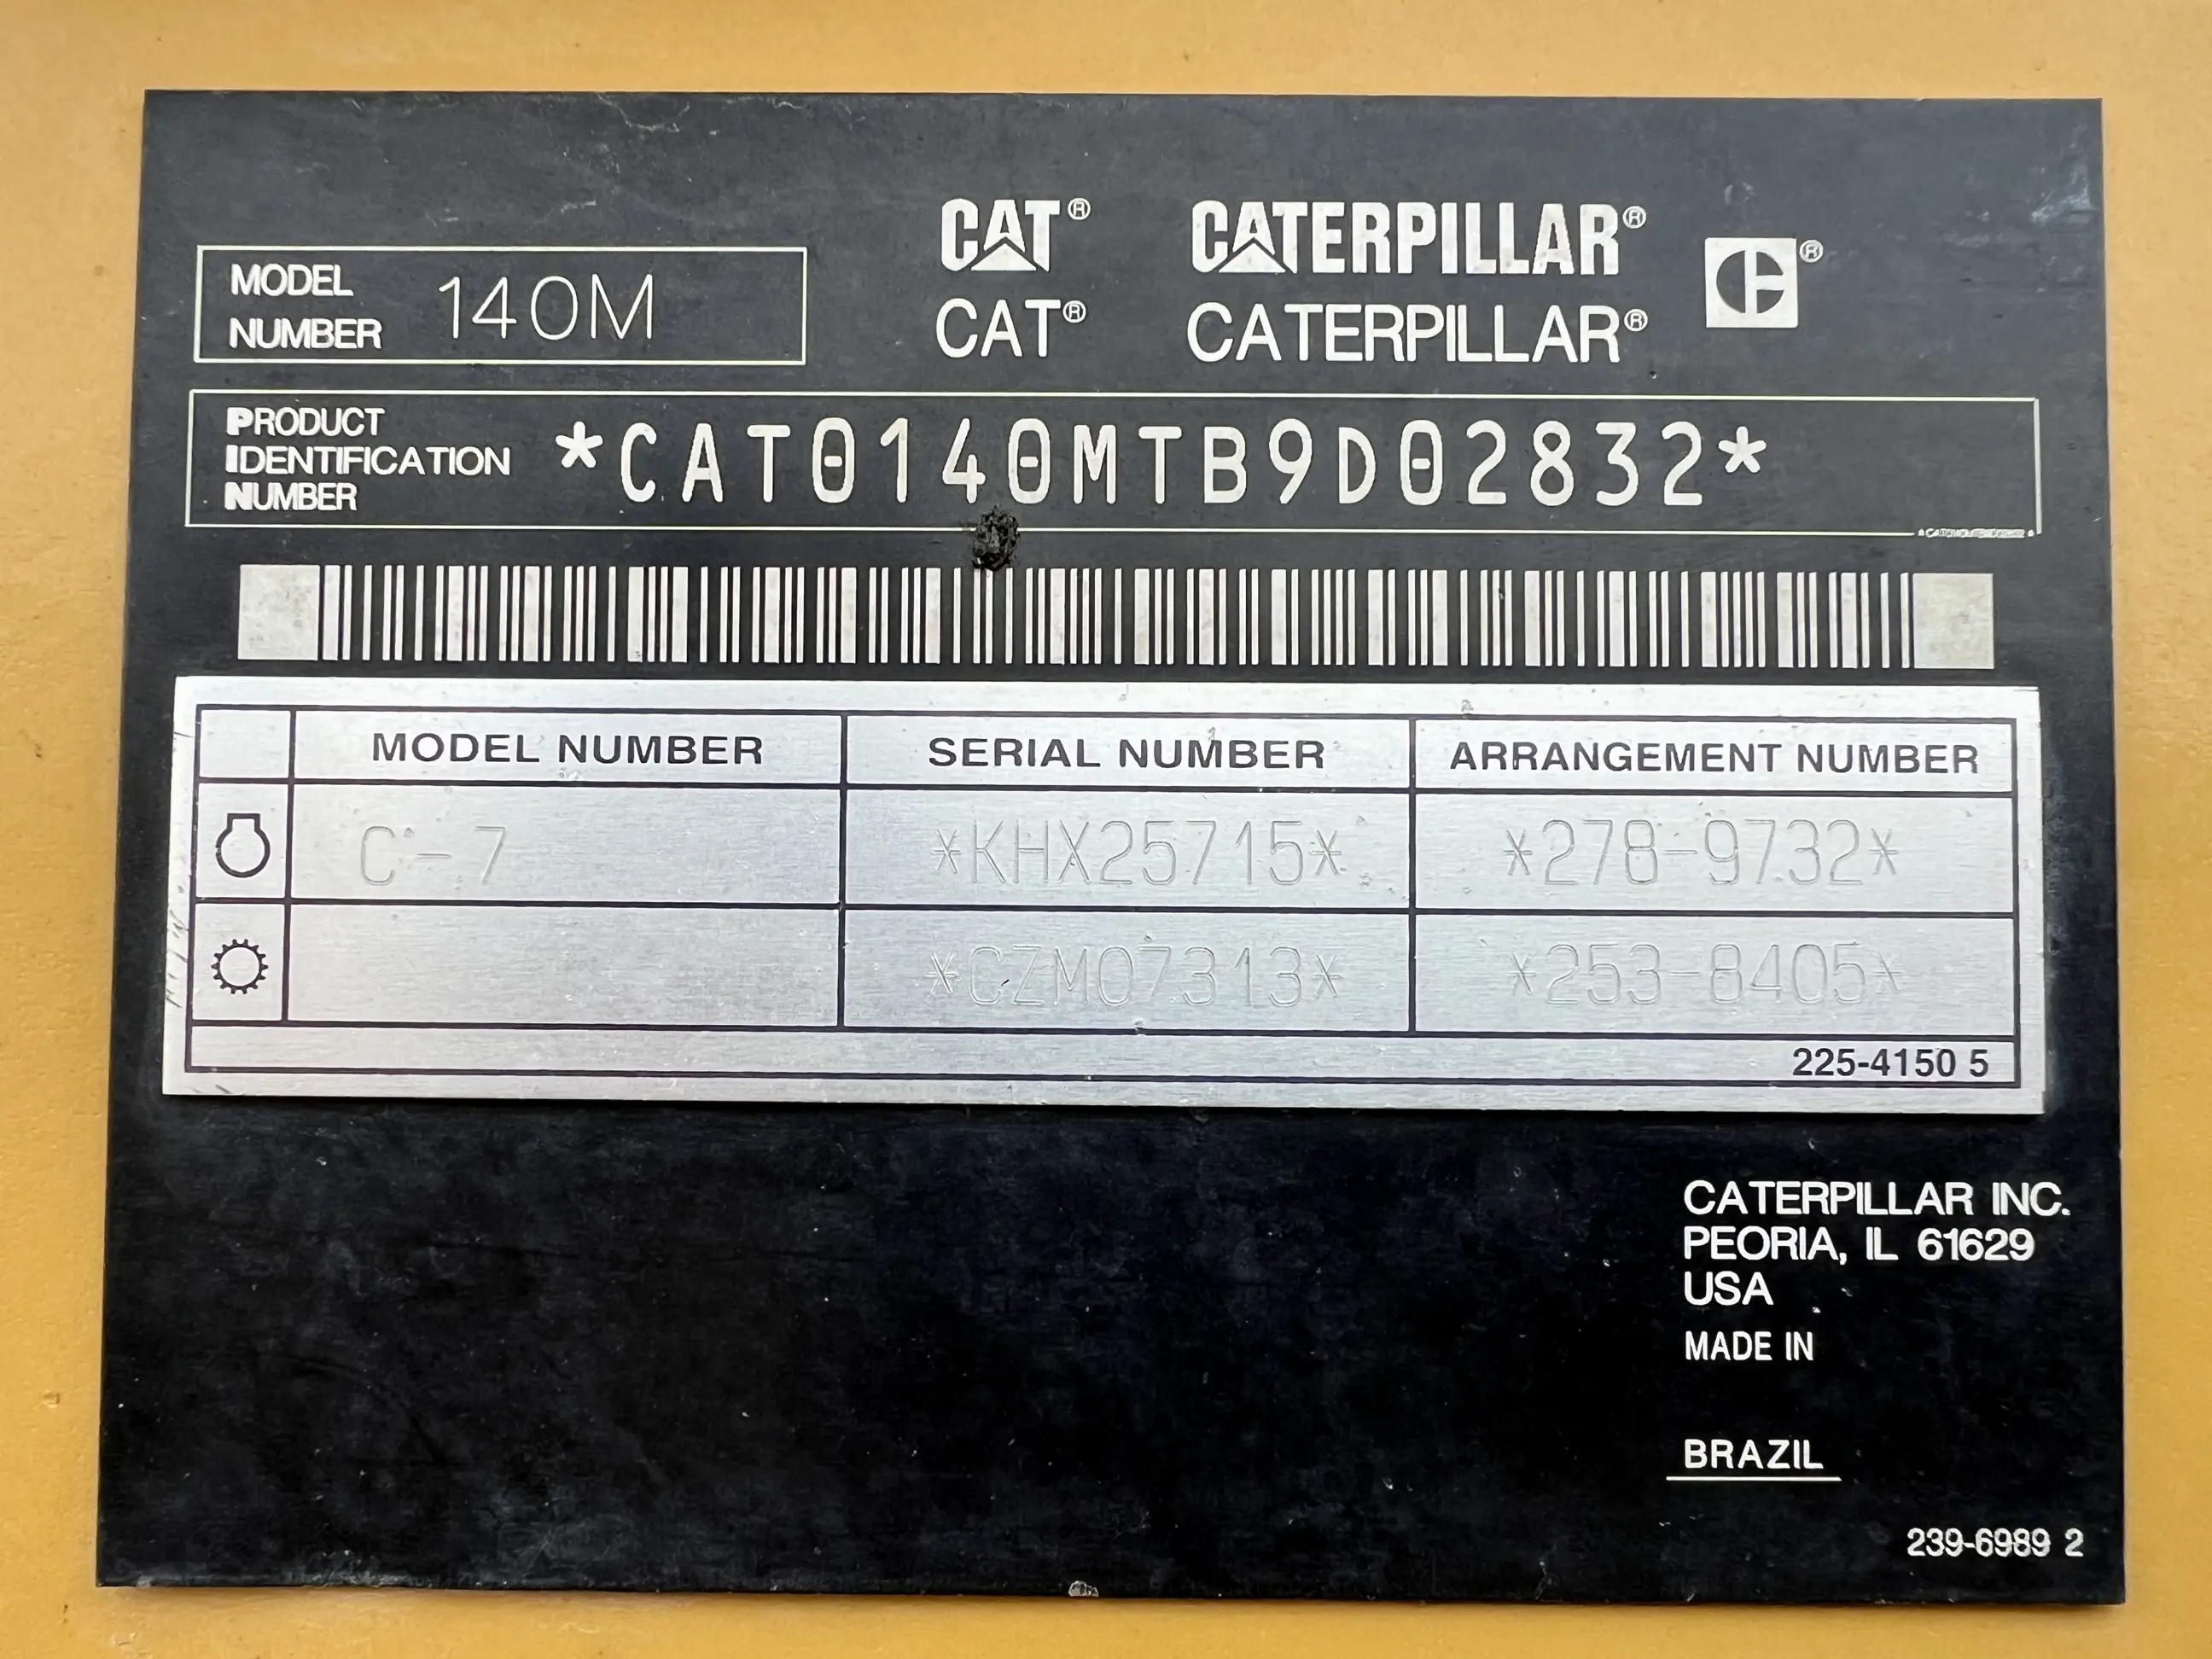 CAT® CATERPILLAR®
MODEL NUMBER 140M
CAT® CATERPILLAR®
PRODUCT IDENTIFICATION NUMBER *CAT0140MTB9D02832*
MODEL NUMBER SERIAL NUMBER ARRANGEMENT NUMBER
C-7 *KHX25715* *278-9732*
*CZM07313* *253-8405*
225-4150 5
CATERPILLAR INC.
PEORIA, IL 61629
USA
MADE IN
BRAZIL
239-6989 2